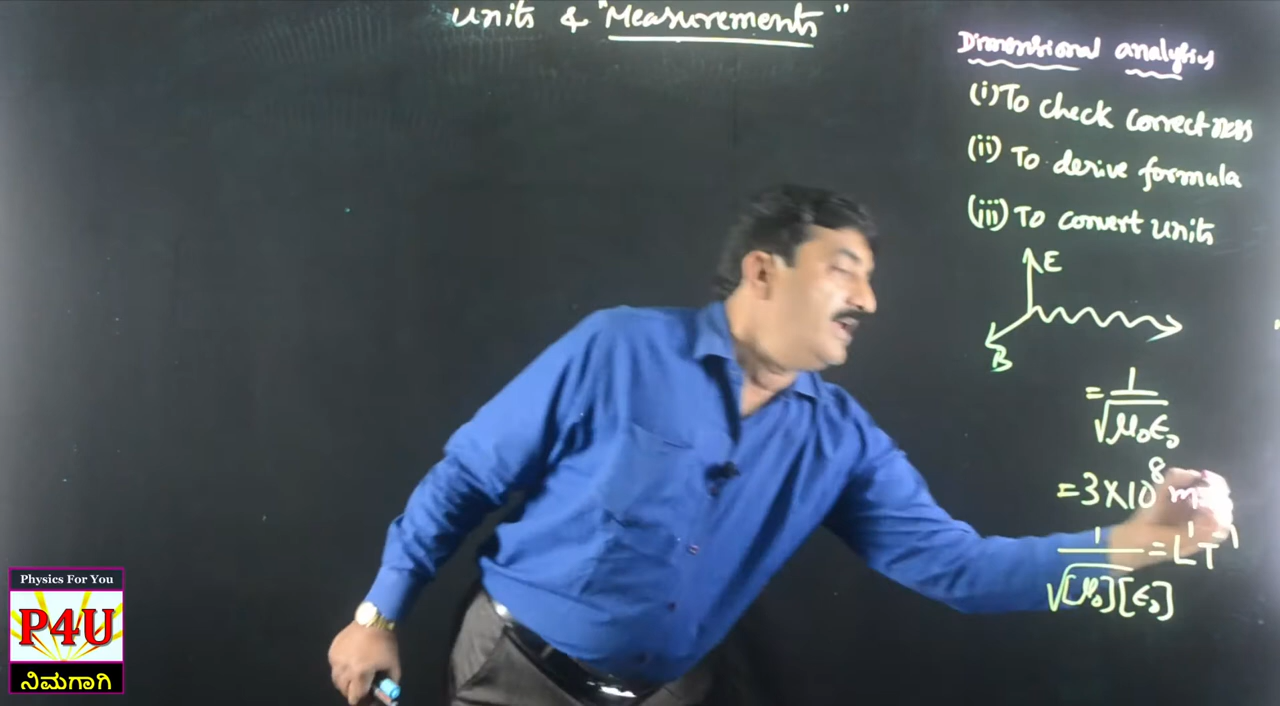 Units & "Measurements"
Dimensional analysis
(i) To check correctness
(ii) To derive formula
(iii) To convert units
E
B
= 1/√μ₀ε₀
= 3×10⁸ m
1/√[μ₀][ε₀] = L¹T⁻¹
Physics For You
P4U
ನಿಮಗಾಗಿ